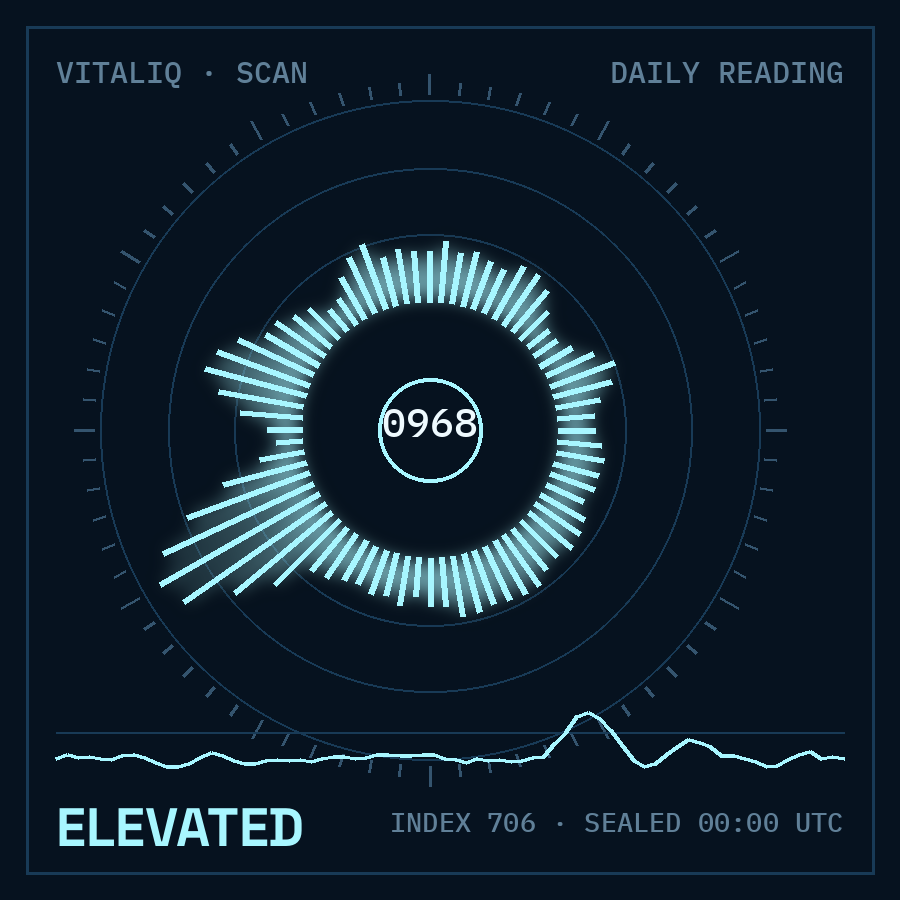 VITALIQ · SCAN
DAILY READING
0968
ELEVATED
INDEX 706 · SEALED 00:00 UTC